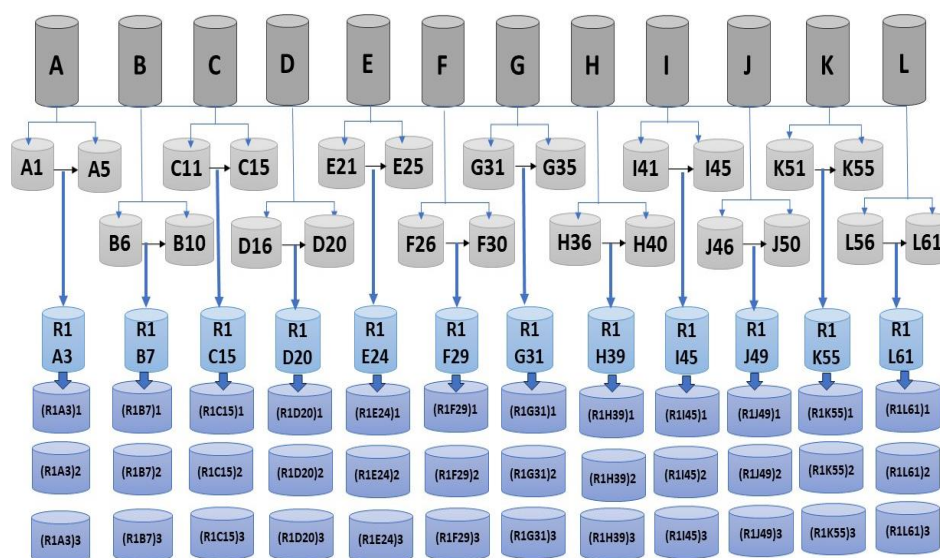 A B C D E F G H I J K L
A1 A5 C11 C15 E21 E25 G31 G35 I41 I45 K51 K55
B6 B10 D16 D20 F26 F30 H36 H40 J46 J50 L56 L61
R1 R1 R1 R1 R1 R1 R1 R1 R1 R1 R1 R1
A3 B7 C15 D20 E24 F29 G31 H39 I45 J49 K55 L61
(R1A3)1 (R1B7)1 (R1C15)1 (R1D20)1 (R1E24)1 (R1F29)1 (R1G31)1 (R1H39)1 (R1I45)1 (R1J49)1 (R1K55)1 (R1L61)1
(R1A3)2 (R1B7)2 (R1C15)2 (R1D20)2 (R1E24)2 (R1F29)2 (R1G31)2 (R1H39)2 (R1I45)2 (R1J49)2 (R1K55)2 (R1L61)2
(R1A3)3 (R1B7)3 (R1C15)3 (R1D20)3 (R1E24)3 (R1F29)3 (R1G31)3 (R1H39)3 (R1I45)3 (R1J49)3 (R1K55)3 (R1L61)3